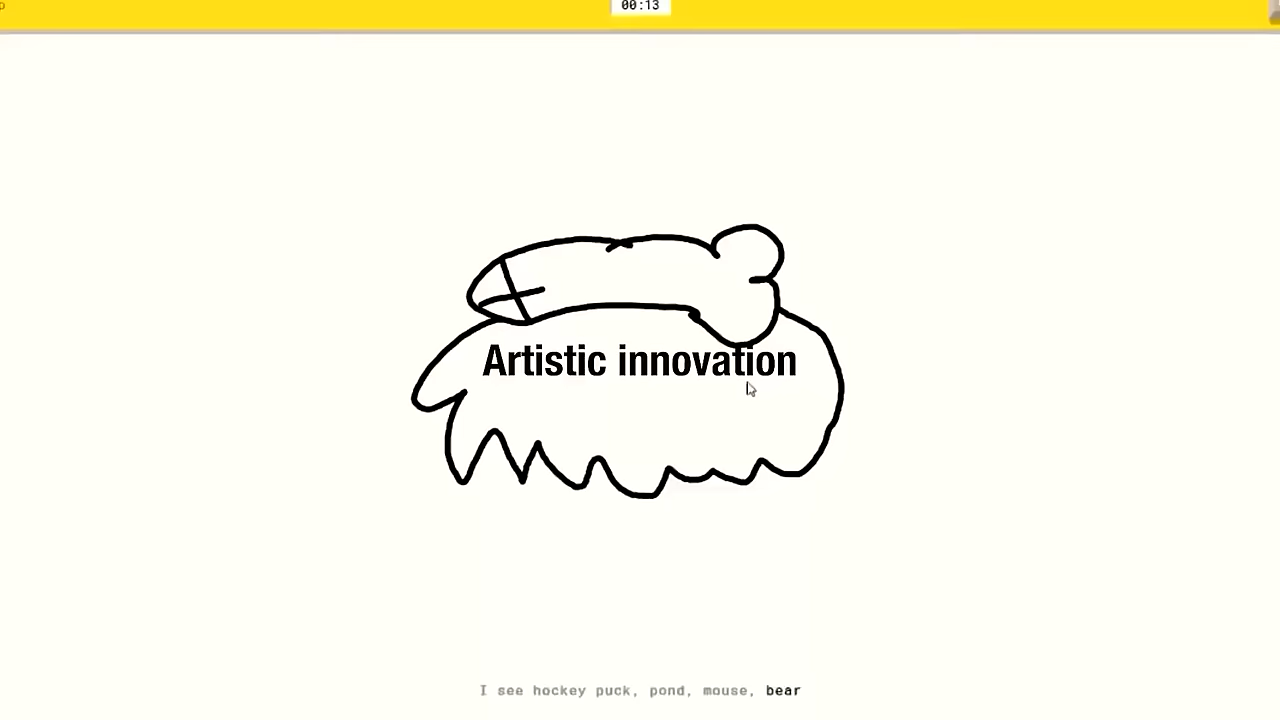 00:13
Artistic innovation
I see hockey puck, pond, mouse, bear